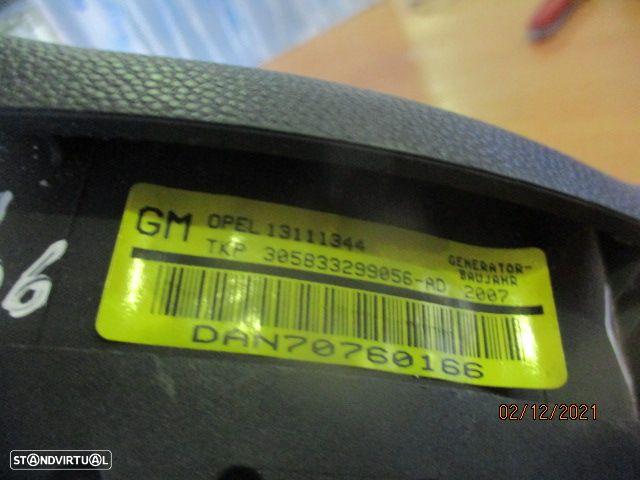 GM OPEL 13111344
TKP 305833299056-AD
GENERATOR-
BAUJAHR
2007
DAN70760166
02/12/2021
STANDVIRTUAL